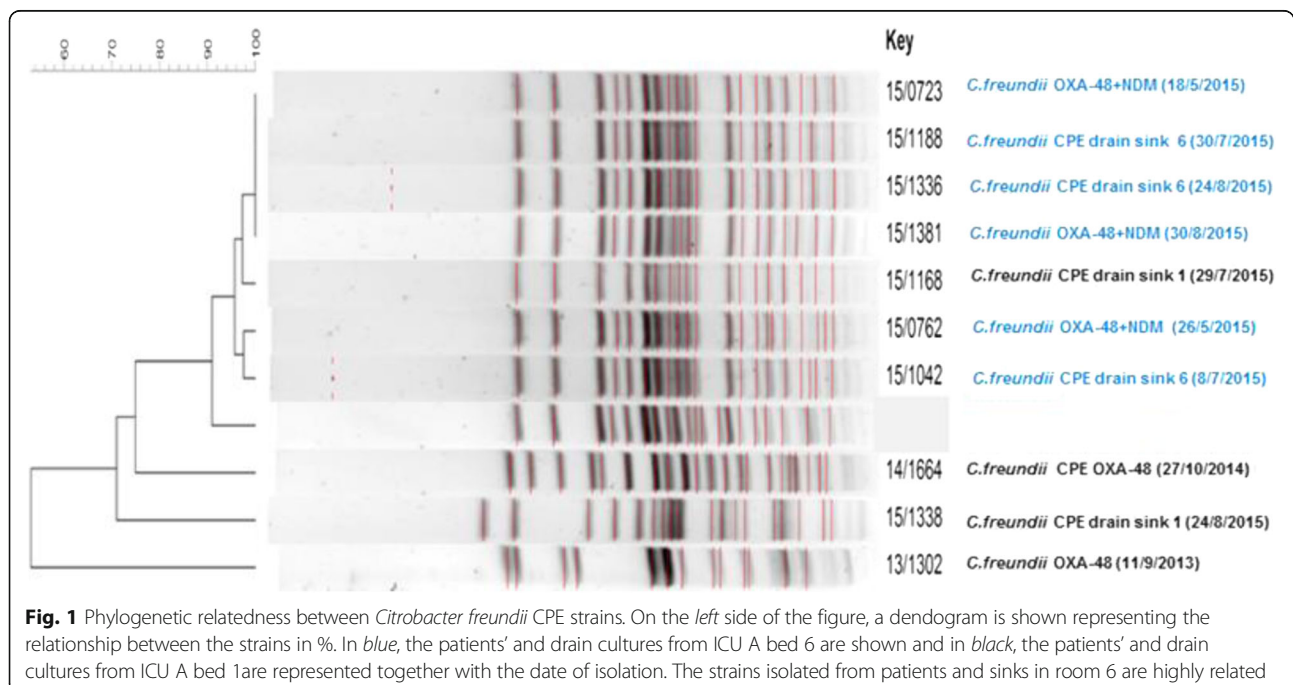 60
70
80
90
100
Key
15/0723 C.freundii OXA-48+NDM (18/5/2015)
15/1188 C.freundii CPE drain sink 6 (30/7/2015)
15/1336 C.freundii CPE drain sink 6 (24/8/2015)
15/1381 C.freundii OXA-48+NDM (30/8/2015)
15/1168 C.freundii CPE drain sink 1 (29/7/2015)
15/0762 C.freundii OXA-48+NDM (26/5/2015)
15/1042 C.freundii CPE drain sink 6 (8/7/2015)
14/1664 C.freundii CPE OXA-48 (27/10/2014)
15/1338 C.freundii CPE drain sink 1 (24/8/2015)
13/1302 C.freundii OXA-48 (11/9/2013)
Fig. 1 Phylogenetic relatedness between Citrobacter freundii CPE strains. On the left side of the figure, a dendogram is shown representing the
relationship between the strains in %. In blue, the patients' and drain cultures from ICU A bed 6 are shown and in black, the patients' and drain
cultures from ICU A bed 1are represented together with the date of isolation. The strains isolated from patients and sinks in room 6 are highly related